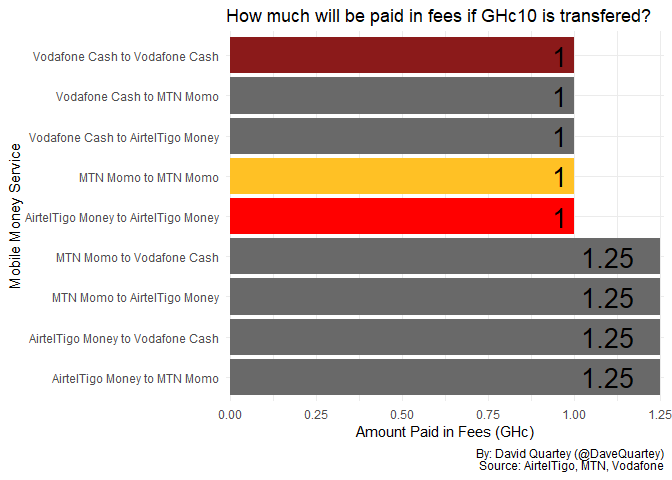 How much will be paid in fees if GHc10 is transfered?
Mobile Money Service
Vodafone Cash to Vodafone Cash 1
Vodafone Cash to MTN Momo 1
Vodafone Cash to AirtelTigo Money 1
MTN Momo to MTN Momo 1
AirtelTigo Money to AirtelTigo Money 1
MTN Momo to Vodafone Cash 1.25
MTN Momo to AirtelTigo Money 1.25
AirtelTigo Money to Vodafone Cash 1.25
AirtelTigo Money to MTN Momo 1.25
0.00 0.25 0.50 0.75 1.00 1.25
Amount Paid in Fees (GHc)
By: David Quartey (@DaveQuartey)
Source: AirtelTigo, MTN, Vodafone